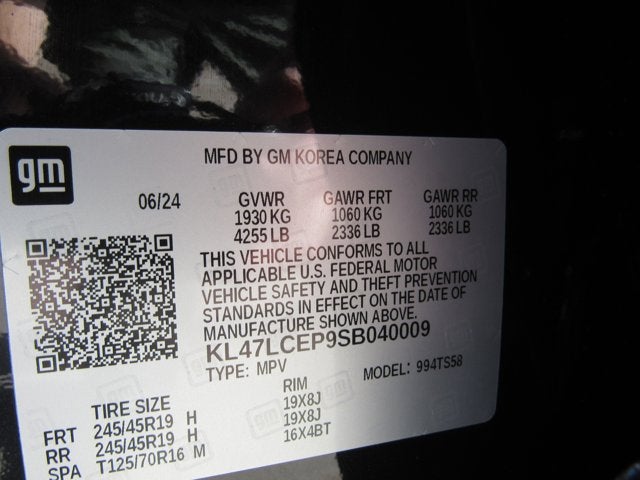 gm
MFD BY GM KOREA COMPANY
06/24 GVWR GAWR FRT GAWR RR
1930 KG 1060 KG 1060 KG
4255 LB 2336 LB 2336 LB
THIS VEHICLE CONFORMS TO ALL
APPLICABLE U.S. FEDERAL MOTOR
VEHICLE SAFETY AND THEFT PREVENTION
STANDARDS IN EFFECT ON THE DATE OF
MANUFACTURE SHOWN ABOVE.
KL47LCEP9SB040009
TYPE: MPV MODEL: 994TS58
TIRE SIZE RIM
FRT 245/45R19 H 19X8J
RR 245/45R19 H 19X8J
SPA T125/70R16 M 16X4BT